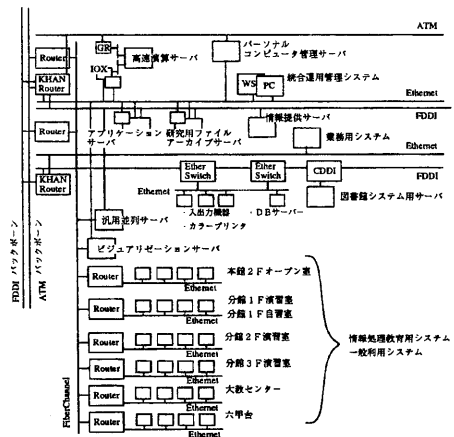 ATM
GR
Router
高速演算サーバ
パーソナル
コンピュータ管理サーバ
IOX
KHAN
Router
WS
PC
統合運用管理システム
Ethernet
FDDI
Router
アプリケーション
サーバ
研究用ファイル
アーカイブサーバ
情報提供サーバ
業務用システム
Ethernet
FDDI
KHAN
Router
Ether
Switch
Ether
Switch
CDDI
Ethernet
図書館システム用サーバ
・入出力機器
・カラープリンタ
・DBサーバー
汎用並列サーバ
ビジュアリゼーションサーバ
FDDI バックボーン
ATM バックボーン
FiberChannel
Router
本館2Fオープン室
Ethernet
Router
分館1F演習室
分館1F自習室
Ethernet
Router
分館2F演習室
Ethernet
Router
分館3F演習室
Ethernet
Router
大教センター
Ethernet
Router
六甲台
Ethernet
情報処理教育用システム
一般利用システム